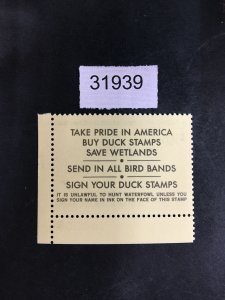 31939
TAKE PRIDE IN AMERICA
BUY DUCK STAMPS
SAVE WETLANDS
SEND IN ALL BIRD BANDS
SIGN YOUR DUCK STAMPS
IT IS UNLAWFUL TO HUNT WATERFOWL UNLESS YOU
SIGN YOUR NAME IN INK ON THE FACE OF THIS STAMP